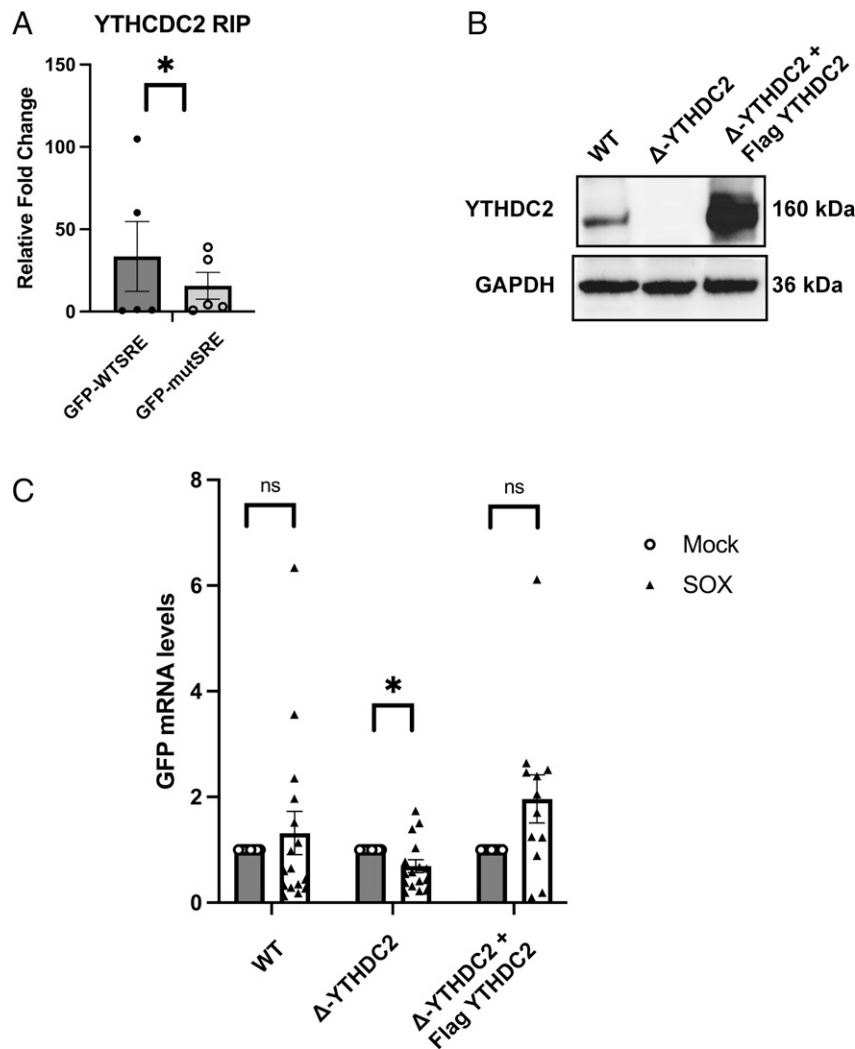 A
YTHCDC2 RIP
150
100
50
0
Relative Fold Change
*
GFP-WTSRE
GFP-mutSRE
B
WT
Δ-YTHDC2
Δ-YTHDC2 +
Flag YTHDC2
YTHDC2
160 kDa
GAPDH
36 kDa
C
8
6
4
2
0
GFP mRNA levels
ns
*
ns
Mock
SOX
WT
Δ-YTHDC2
Δ-YTHDC2 +
Flag YTHDC2